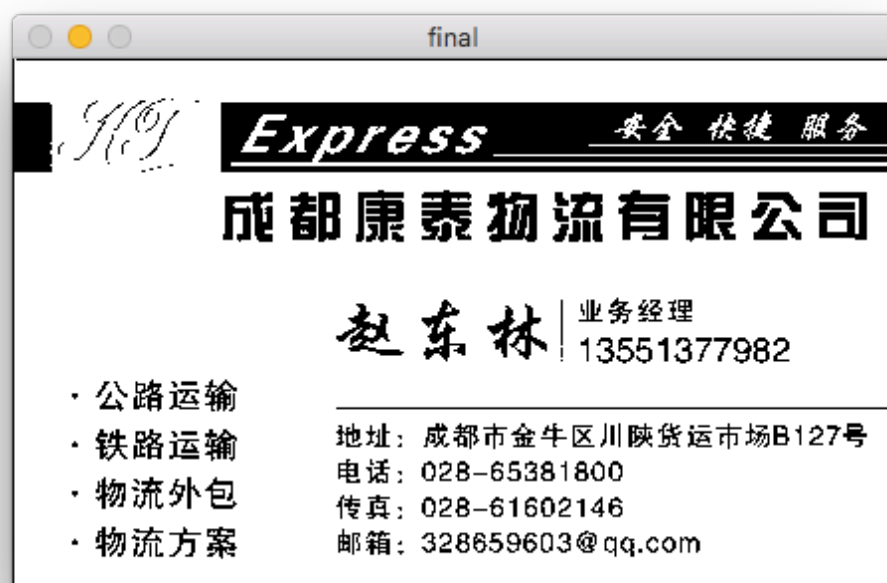 final
HT
Express
安全 快捷 服务
成都康泰物流有限公司
赵东林
业务经理
13551377982
·公路运输
·铁路运输
·物流外包
·物流方案
地址：成都市金牛区川陕货运市场B127号
电话：028-65381800
传真：028-61602146
邮箱：328659603@qq.com